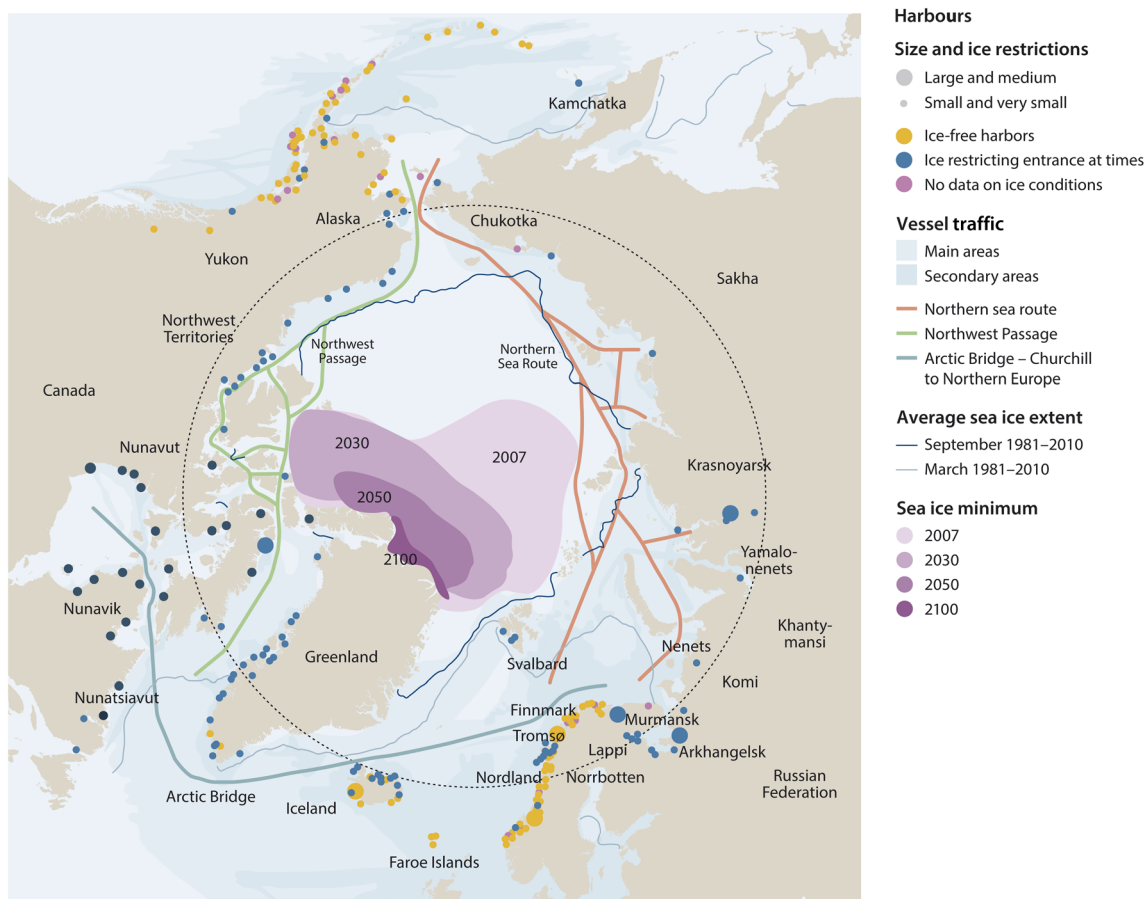 Kamchatka
Alaska
Chukotka
Yukon
Sakha
Northwest
Territories
Northwest
Passage
Northern
Sea Route
Canada
2030
2007
Nunavut
Krasnoyarsk
2050
2100
Yamalo-
nenets
Nunavik
Khanty-
mansi
Greenland
Svalbard
Nenets
Komi
Nunatsiavut
Finnmark
Murmansk
Tromsø
Lappi
Arkhangelsk
Nordland
Norrbotten
Russian
Federation
Arctic Bridge
Iceland
Faroe Islands
Harbours
Size and ice restrictions
Large and medium
Small and very small
Ice-free harbors
Ice restricting entrance at times
No data on ice conditions
Vessel traffic
Main areas
Secondary areas
Northern sea route
Northwest Passage
Arctic Bridge – Churchill
to Northern Europe
Average sea ice extent
September 1981–2010
March 1981–2010
Sea ice minimum
2007
2030
2050
2100